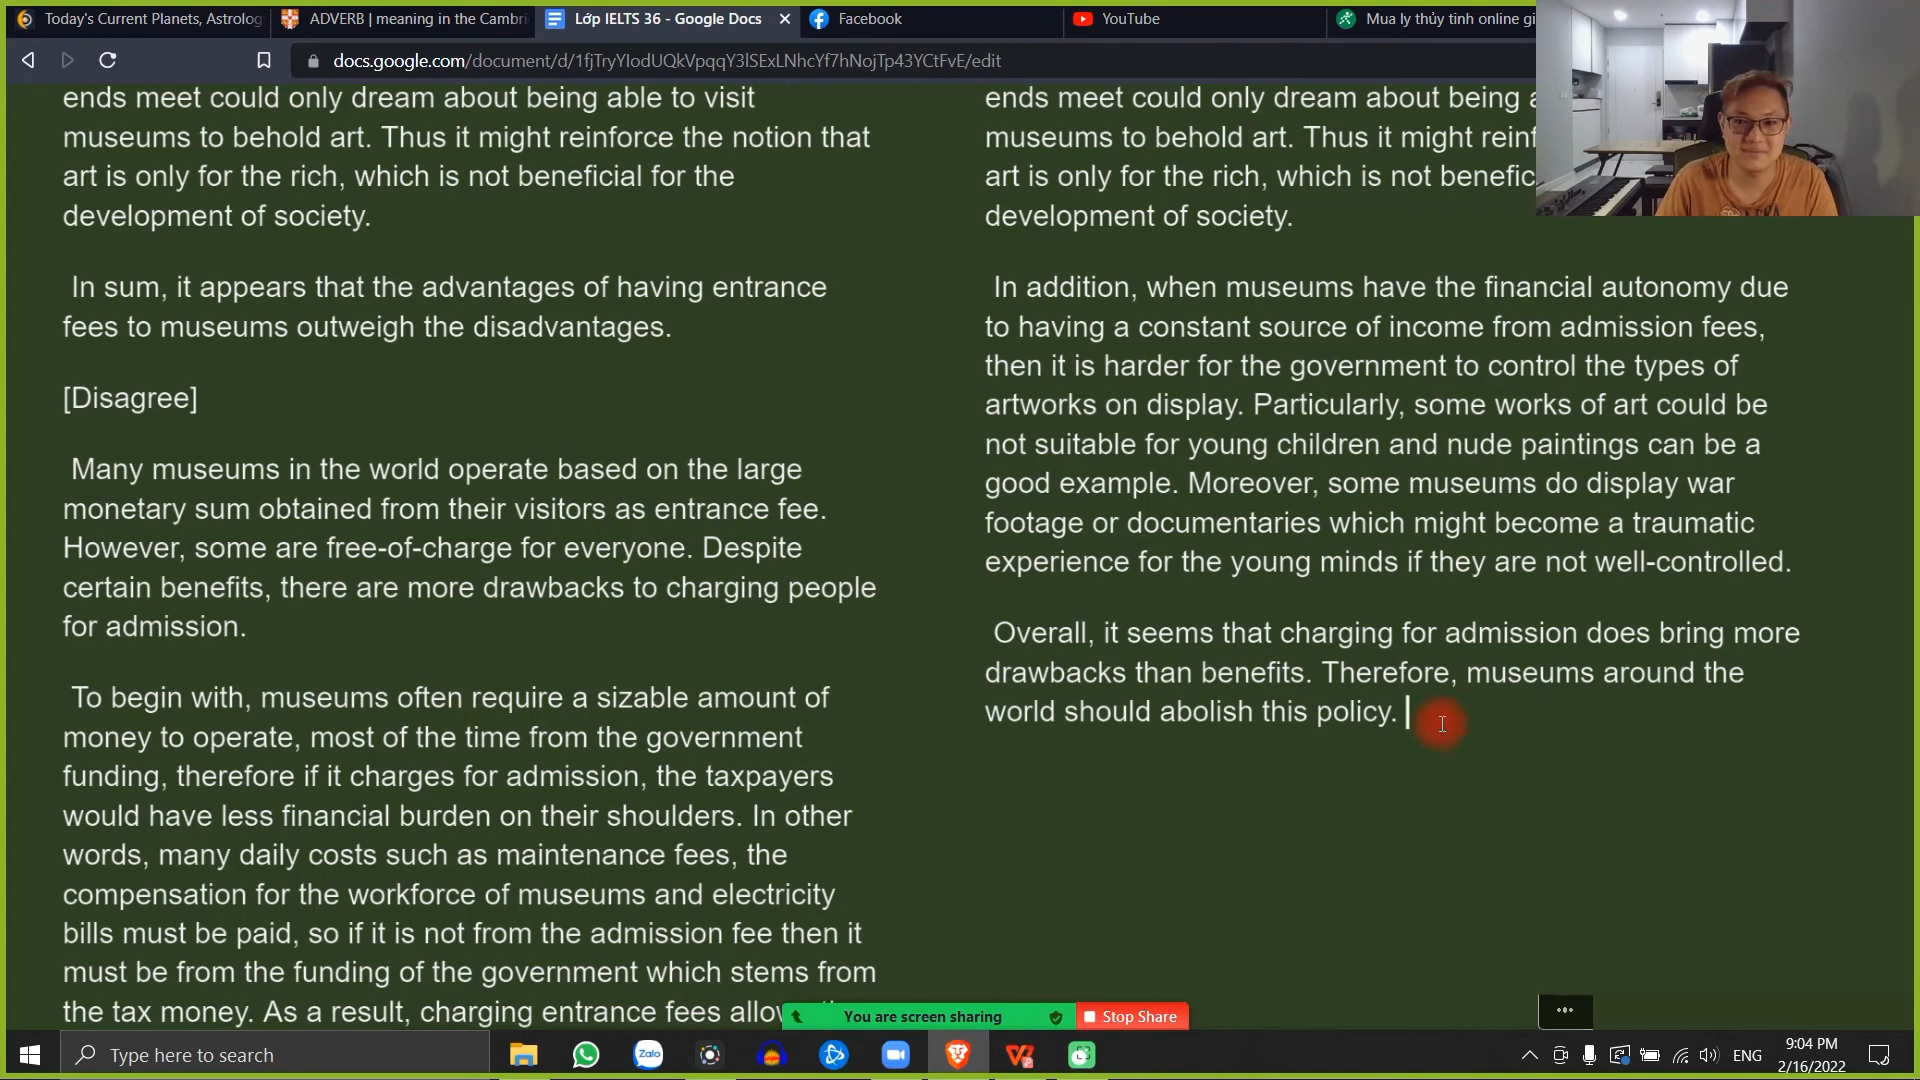 Today's Current Planets, Astrolog
ADVERB | meaning in the Cambri
Lớp IELTS 36 - Google Docs
Facebook
YouTube
Mua ly thủy tinh online gi
docs.google.com/document/d/1fjTryYIodUQkVpqqY3lSExLNhcYf7hNojTp43YCtFvE/edit
ends meet could only dream about being able to visit
museums to behold art. Thus it might reinforce the notion that
art is only for the rich, which is not beneficial for the
development of society.
In sum, it appears that the advantages of having entrance
fees to museums outweigh the disadvantages.
[Disagree]
Many museums in the world operate based on the large
monetary sum obtained from their visitors as entrance fee.
However, some are free-of-charge for everyone. Despite
certain benefits, there are more drawbacks to charging people
for admission.
To begin with, museums often require a sizable amount of
money to operate, most of the time from the government
funding, therefore if it charges for admission, the taxpayers
would have less financial burden on their shoulders. In other
words, many daily costs such as maintenance fees, the
compensation for the workforce of museums and electricity
bills must be paid, so if it is not from the admission fee then it
must be from the funding of the government which stems from
the tax money. As a result, charging entrance fees allow
ends meet could only dream about being a
museums to behold art. Thus it might reinf
art is only for the rich, which is not benefic
development of society.
In addition, when museums have the financial autonomy due
to having a constant source of income from admission fees,
then it is harder for the government to control the types of
artworks on display. Particularly, some works of art could be
not suitable for young children and nude paintings can be a
good example. Moreover, some museums do display war
footage or documentaries which might become a traumatic
experience for the young minds if they are not well-controlled.
Overall, it seems that charging for admission does bring more
drawbacks than benefits. Therefore, museums around the
world should abolish this policy.
You are screen sharing
Stop Share
Type here to search
Zalo
ENG
9:04 PM
2/16/2022